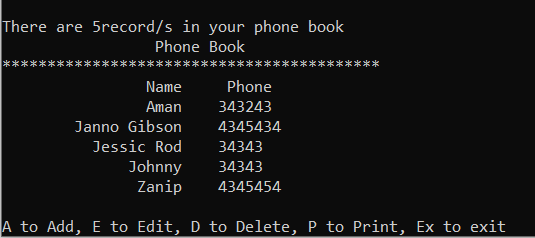 There are 5record/s in your phone book
Phone Book
******************************************
Name Phone
Aman 343243
Janno Gibson 4345434
Jessic Rod 34343
Johnny 34343
Zanip 4345454
A to Add, E to Edit, D to Delete, P to Print, Ex to exit